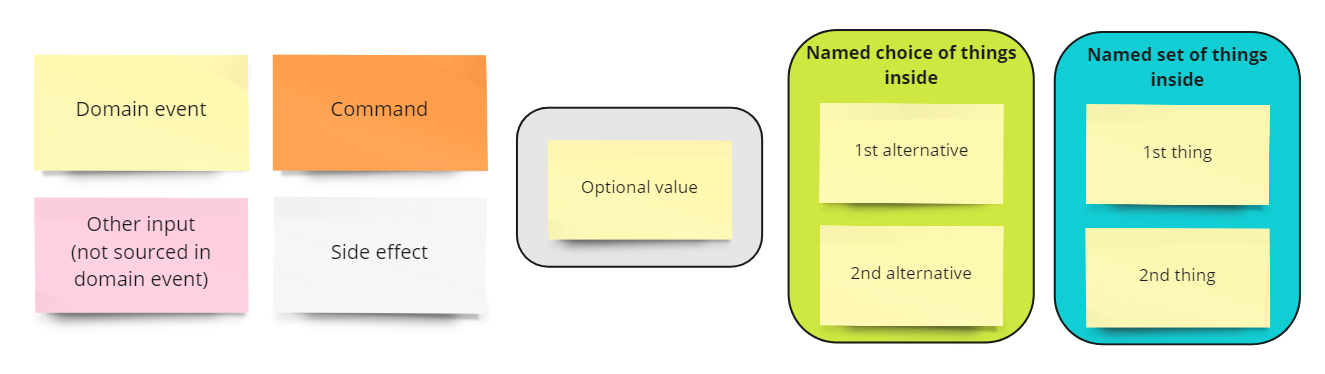 Domain event
Command
Other input
(not sourced in
domain event)
Side effect
Optional value
Named choice of things
inside
1st alternative
2nd alternative
Named set of things
inside
1st thing
2nd thing